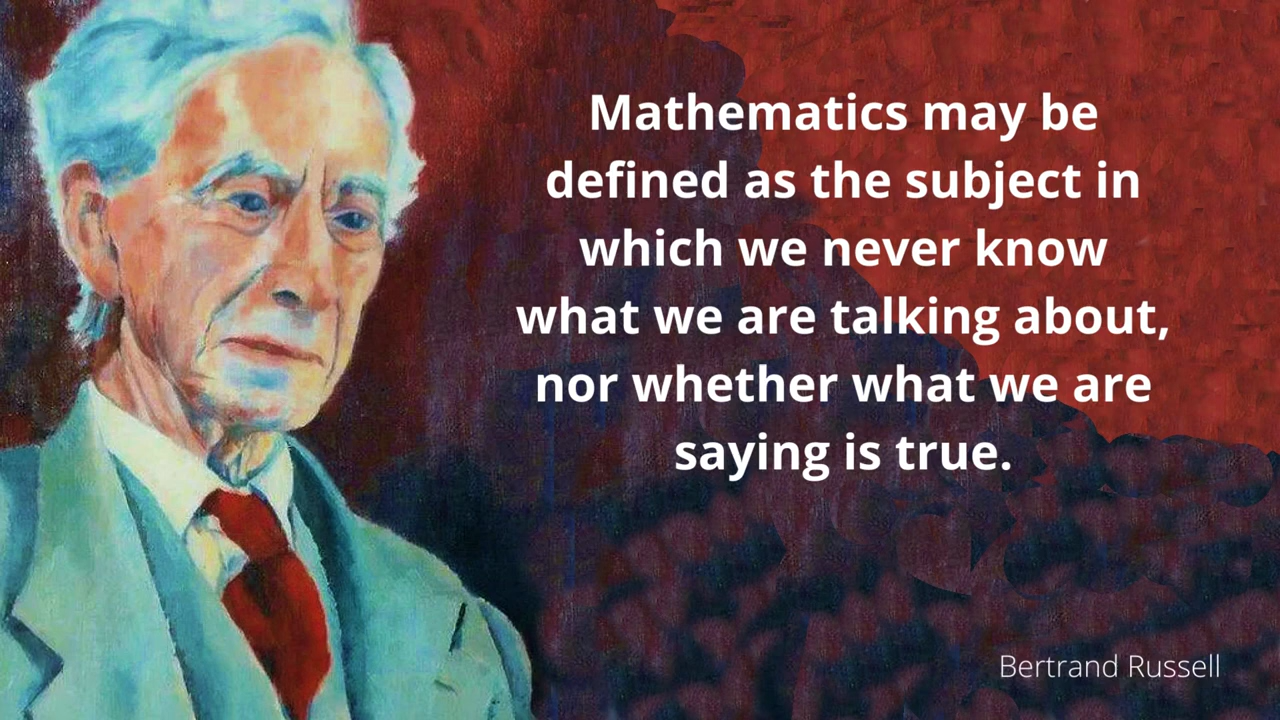 Mathematics may be
defined as the subject in
which we never know
what we are talking about,
nor whether what we are
saying is true.
Bertrand Russell